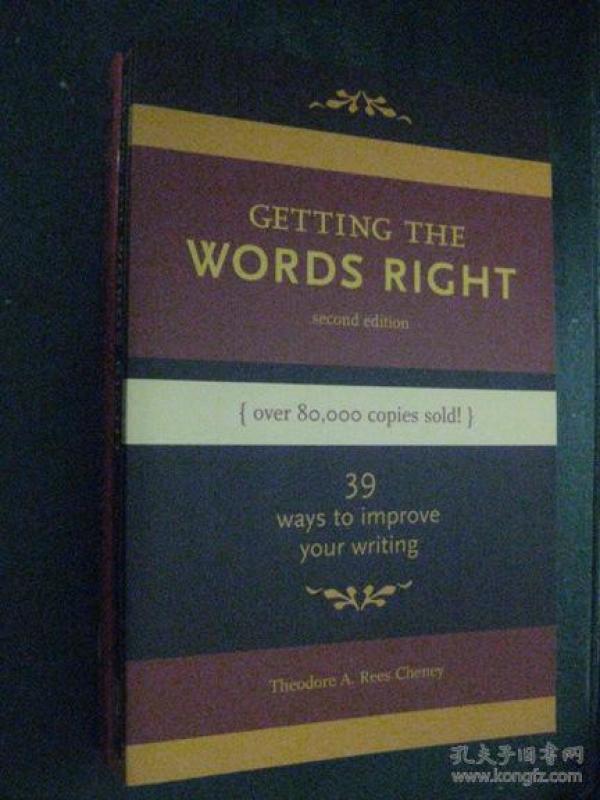 GETTING THE
WORDS RIGHT
second edition
{ over 80,000 copies sold! }
39
ways to improve
your writing
Theodore A. Rees Cheney
孔夫子旧书网
www.kongfz.com